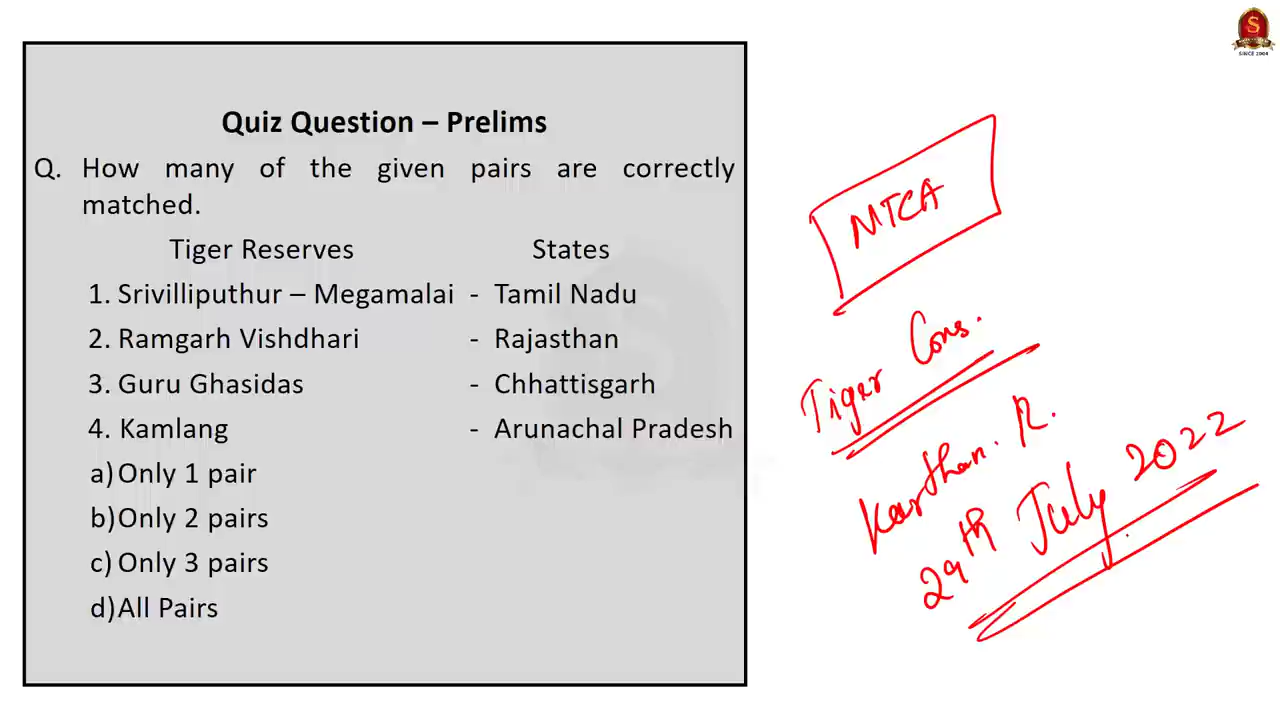 S
SINCE 2004
Quiz Question – Prelims
Q. How many of the given pairs are correctly
matched.
Tiger Reserves States
1. Srivilliputhur – Megamalai - Tamil Nadu
2. Ramgarh Vishdhari - Rajasthan
3. Guru Ghasidas - Chhattisgarh
4. Kamlang - Arunachal Pradesh
a) Only 1 pair
b) Only 2 pairs
c) Only 3 pairs
d) All Pairs
NTCA
Tiger Cons.
R.
29th July 2022